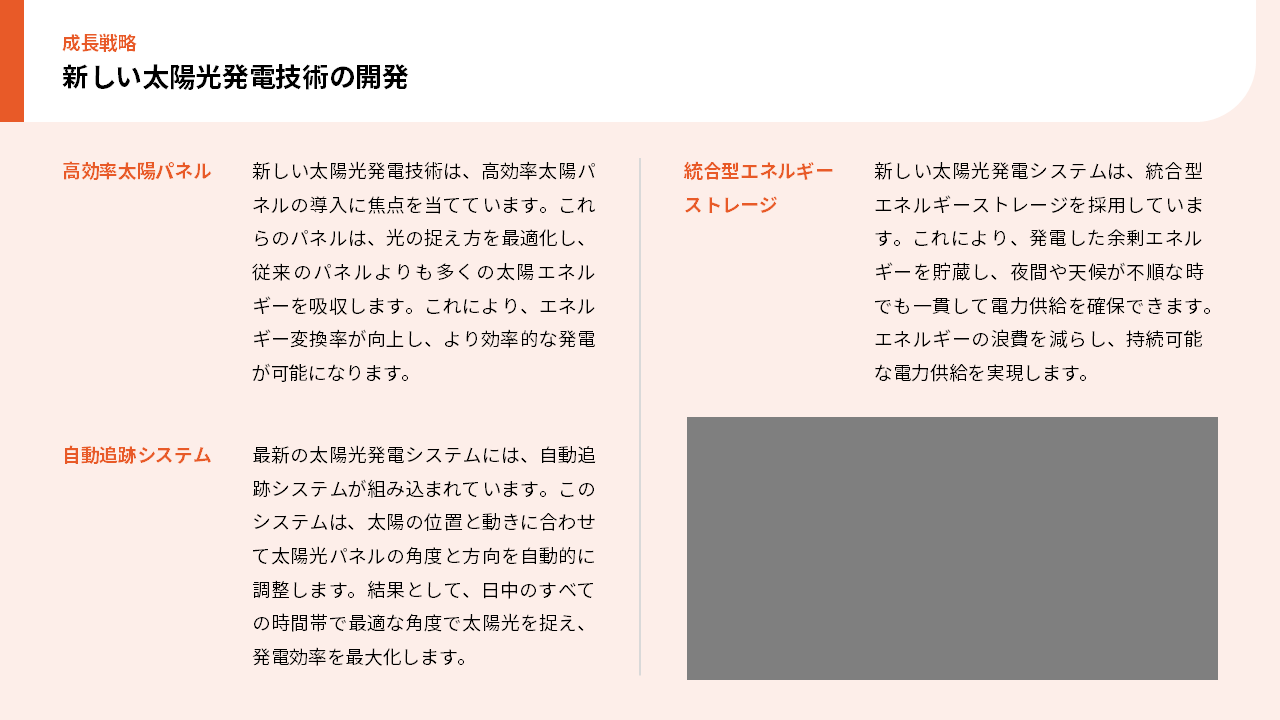 成長戦略
新しい太陽光発電技術の開発
高効率太陽パネル
新しい太陽光発電技術は、高効率太陽パ
ネルの導入に焦点を当てています。これ
らのパネルは、光の捉え方を最適化し、
従来のパネルよりも多くの太陽エネル
ギーを吸収します。これにより、エネル
ギー変換率が向上し、より効率的な発電
が可能になります。
自動追跡システム
最新の太陽光発電システムには、自動追
跡システムが組み込まれています。この
システムは、太陽の位置と動きに合わせ
て太陽光パネルの角度と方向を自動的に
調整します。結果として、日中のすべて
の時間帯で最適な角度で太陽光を捉え、
発電効率を最大化します。
統合型エネルギー
ストレージ
新しい太陽光発電システムは、統合型
エネルギーストレージを採用していま
す。これにより、発電した余剰エネル
ギーを貯蔵し、夜間や天候が不順な時
でも一貫して電力供給を確保できます。
エネルギーの浪費を減らし、持続可能
な電力供給を実現します。